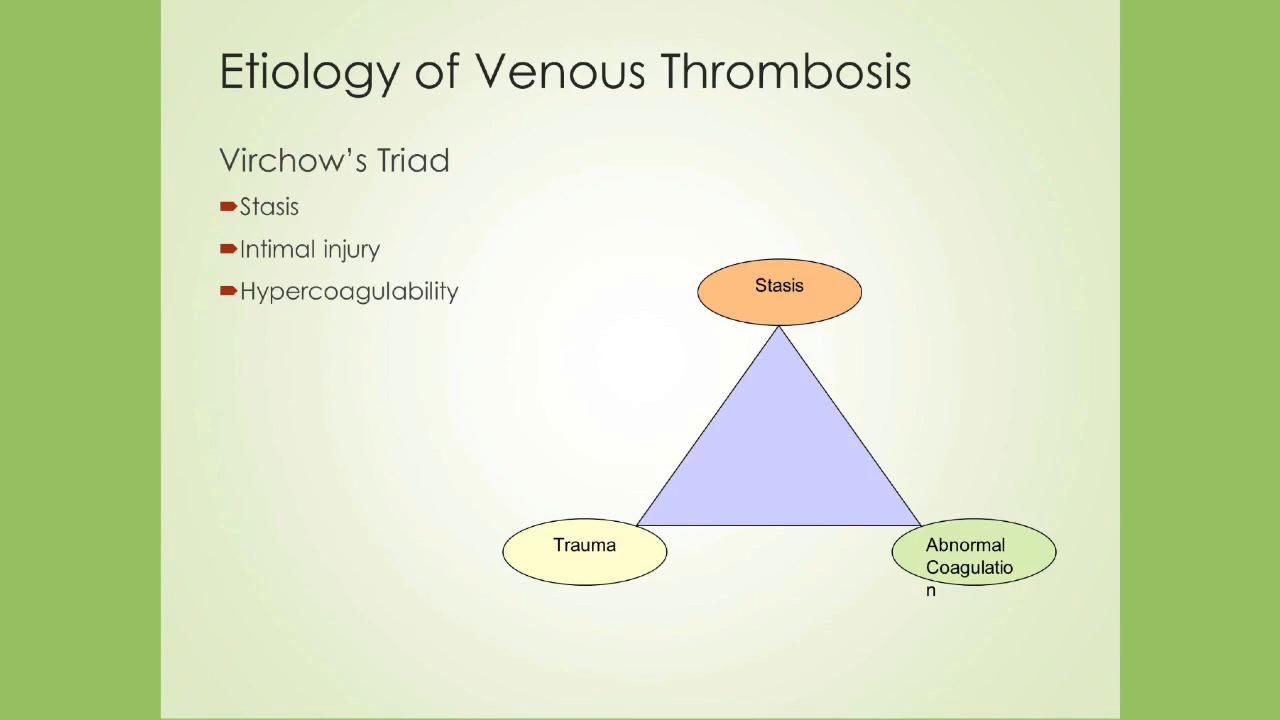 Etiology of Venous Thrombosis
Virchow’s Triad
Stasis
Intimal injury
Hypercoagulability
Stasis
Trauma
Abnormal
Coagulatio
n